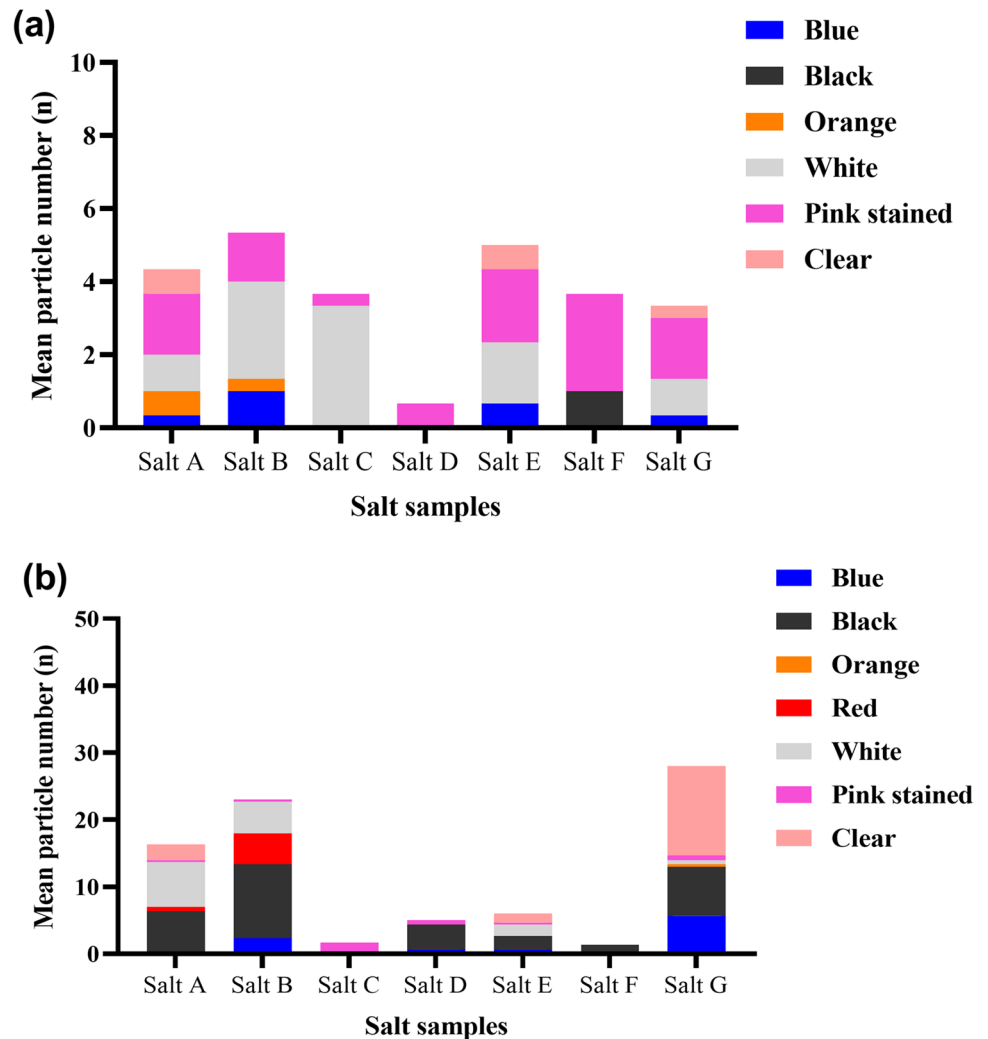 (a)
Mean particle number (n)
10
8
6
4
2
0
Salt A Salt B Salt C Salt D Salt E Salt F Salt G
Salt samples
Blue
Black
Orange
White
Pink stained
Clear
(b)
Mean particle number (n)
50
40
30
20
10
0
Salt A Salt B Salt C Salt D Salt E Salt F Salt G
Salt samples
Blue
Black
Orange
Red
White
Pink stained
Clear